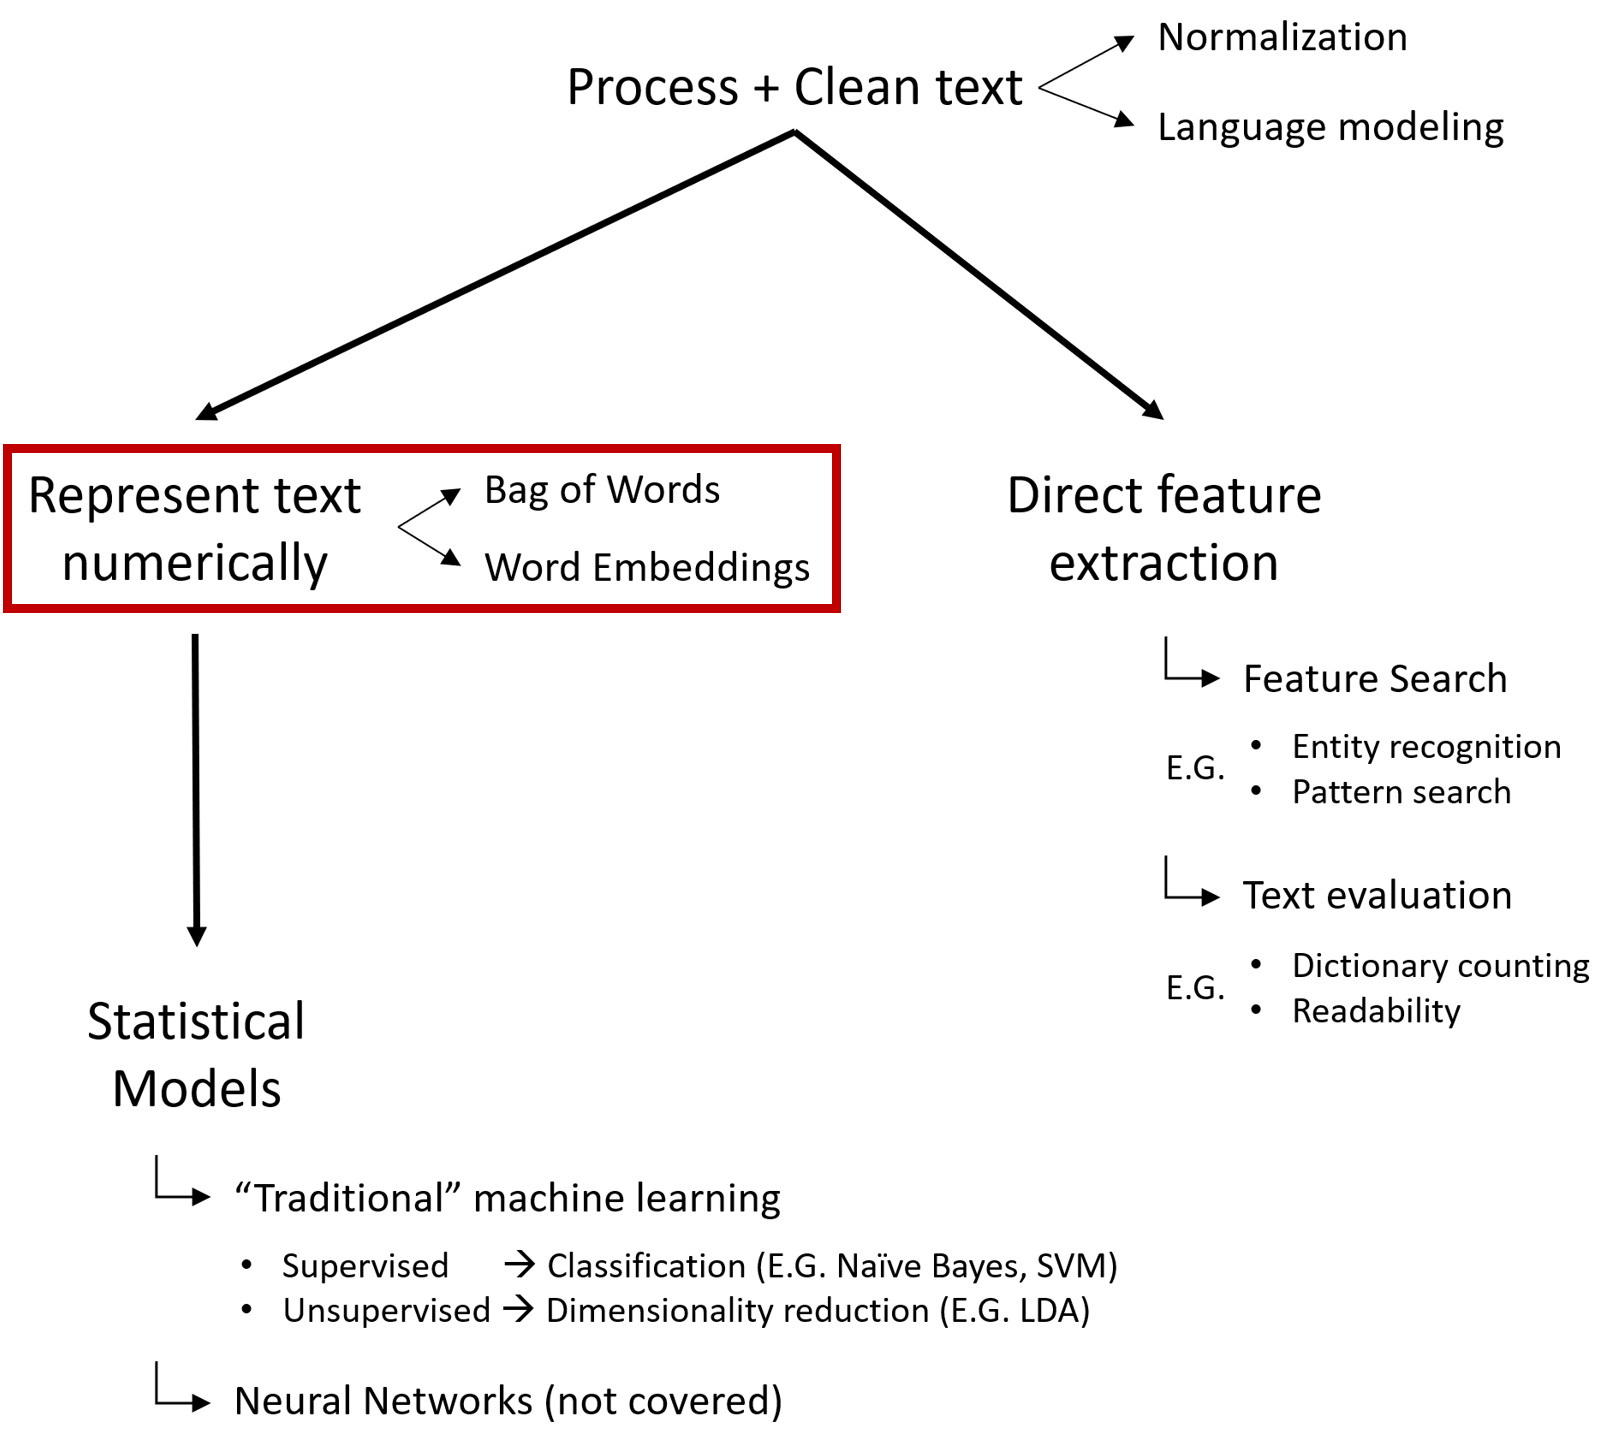 Process + Clean text
Normalization
Language modeling
Represent text
numerically
Bag of Words
Word Embeddings
Direct feature
extraction
Feature Search
E.G.
• Entity recognition
• Pattern search
Text evaluation
E.G.
• Dictionary counting
• Readability
Statistical
Models
“Traditional” machine learning
• Supervised → Classification (E.G. Naïve Bayes, SVM)
• Unsupervised → Dimensionality reduction (E.G. LDA)
Neural Networks (not covered)